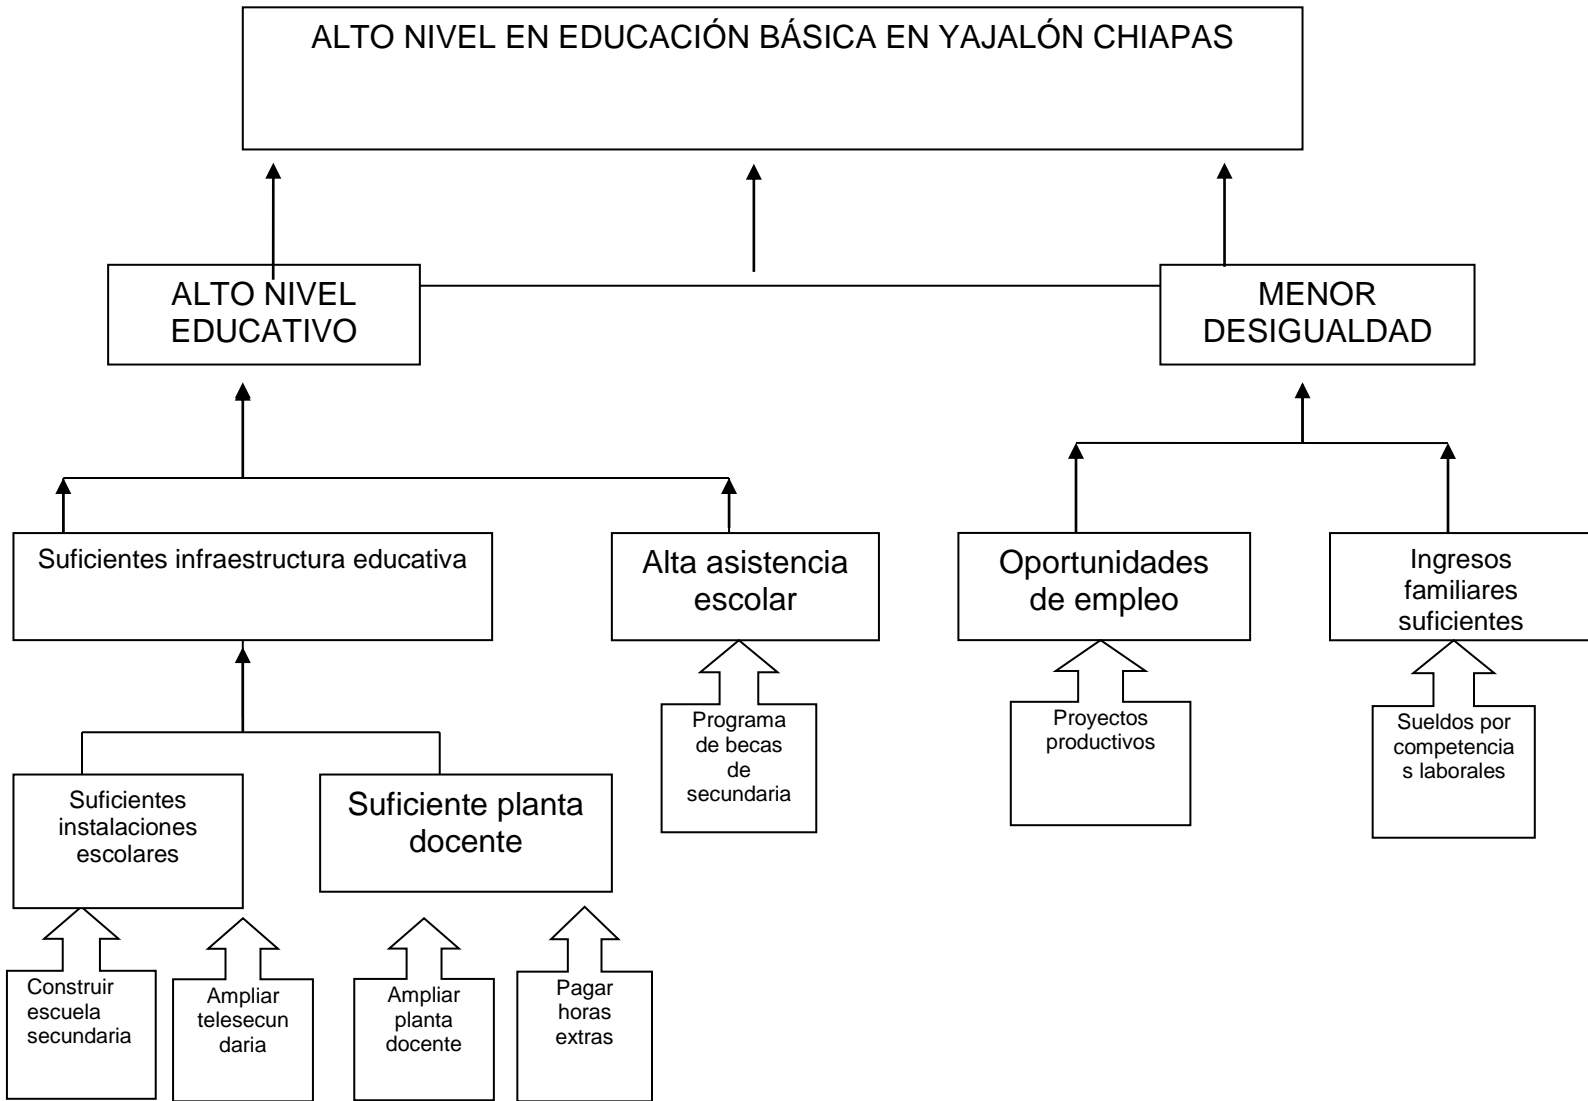 ALTO NIVEL EN EDUCACIÓN BÁSICA EN YAJALÓN CHIAPAS
ALTO NIVEL
EDUCATIVO
MENOR
DESIGUALDAD
Suficientes infraestructura educativa
Alta asistencia
escolar
Oportunidades
de empleo
Ingresos
familiares
suficientes
Programa
de becas
de
secundaria
Proyectos
productivos
Sueldos por
competencia
s laborales
Suficientes
instalaciones
escolares
Suficiente planta
docente
Construir
escuela
secundaria
Ampliar
telesecun
daria
Ampliar
planta
docente
Pagar
horas
extras